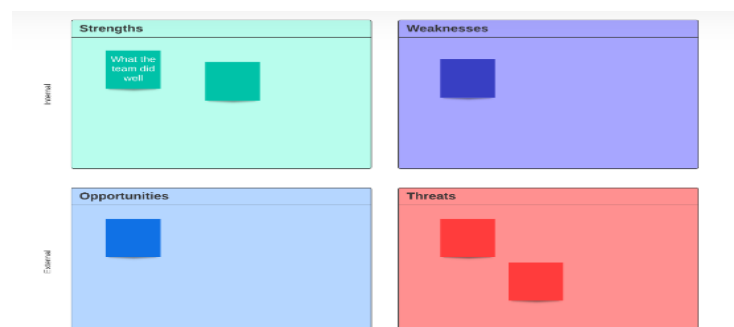 Strengths
Weaknesses
What the
team did
well
Internal
Opportunities
Threats
External